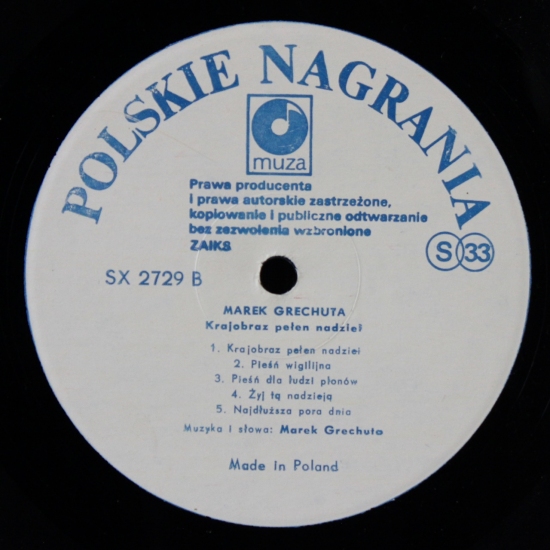 POLSKIE NAGRANIA
muza
Prawa producenta
i prawa autorskie zastrzeżone,
kopiowanie i publiczne odtwarzanie
bez zezwolenia wzbronione
ZAIKS
S 33
SX 2729 B
MAREK GRECHUTA
Krajobraz pełen nadziei
1. Krajobraz pełen nadziei
2. Pieśń wigilijna
3. Pieśń dla ludzi plonów
4. Żyj tą nadzieją
5. Najdłuższa pora dnia
Muzyka i słowa: Marek Grechuta
Made in Poland